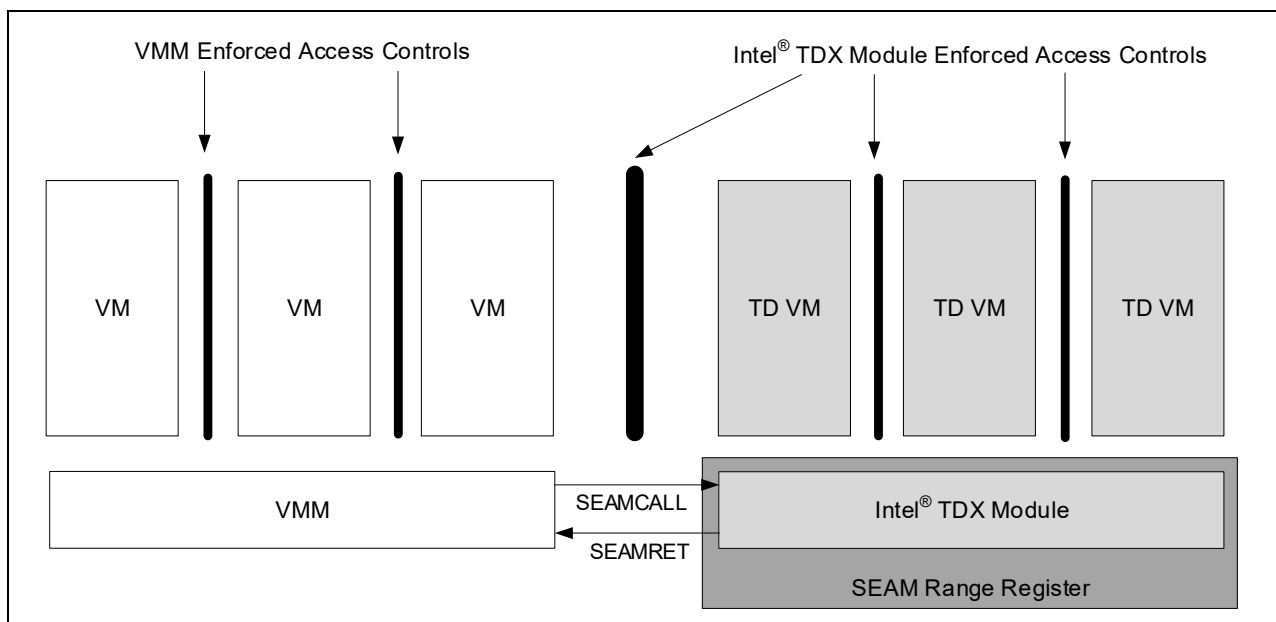 VMM Enforced Access Controls
Intel® TDX Module Enforced Access Controls
VM
VM
VM
TD VM
TD VM
TD VM
VMM
SEAMCALL
SEAMRET
Intel® TDX Module
SEAM Range Register